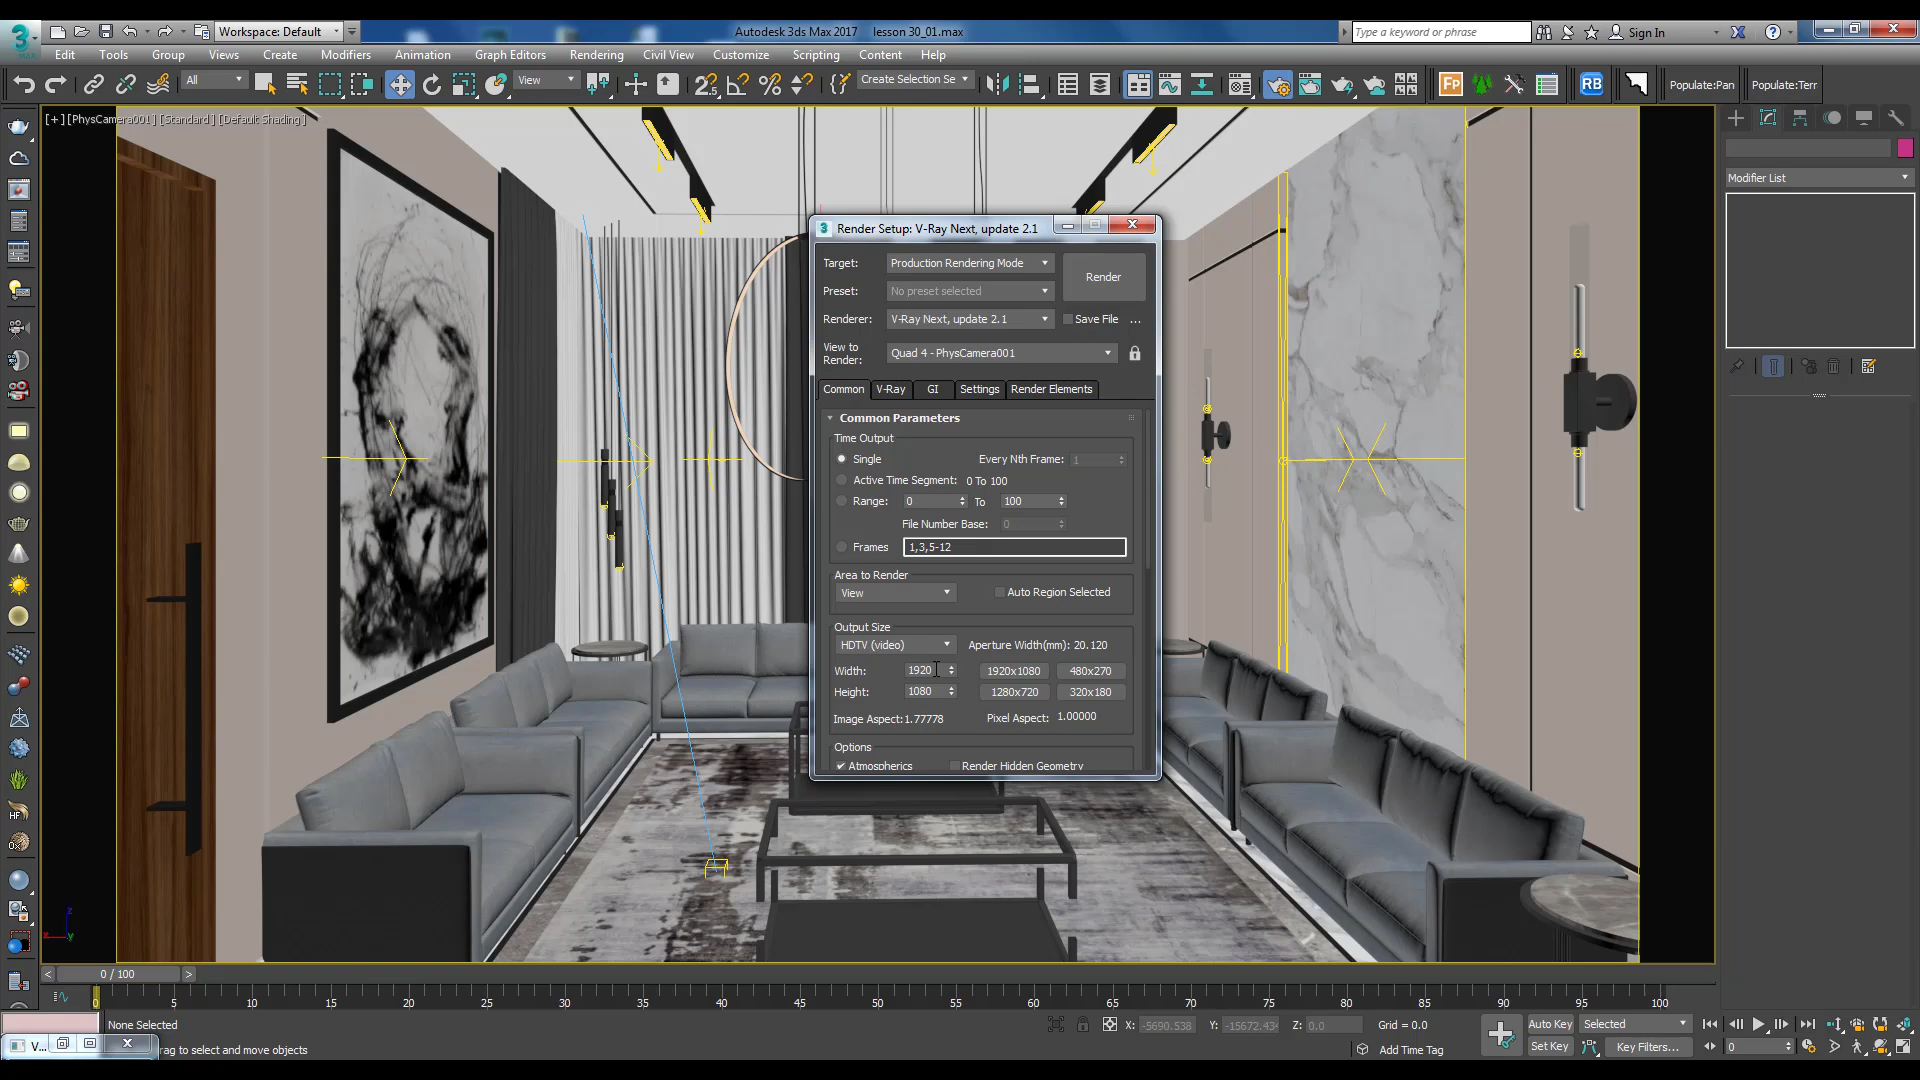 3
MAX
Workspace: Default
Autodesk 3ds Max 2017 lesson 30_01.max
Type a keyword or phrase
Sign In
Edit Tools Group Views Create Modifiers Animation Graph Editors Rendering Civil View Customize Scripting Content Help
All View Create Selection Se Fp RB Populate:Pan Populate:Terr
[+] [PhysCamera001] [Standard] [Default Shading]
Modifier List
3 Render Setup: V-Ray Next, update 2.1
Target: Production Rendering Mode
Render
Preset: No preset selected
Renderer: V-Ray Next, update 2.1 Save File ...
View to
Render: Quad 4 - PhysCamera001
Common V-Ray GI Settings Render Elements
Common Parameters
Time Output
Single Every Nth Frame: 1
Active Time Segment: 0 To 100
Range: 0 To 100
File Number Base: 0
Frames 1,3,5-12
Area to Render
View Auto Region Selected
Output Size
HDTV (video) Aperture Width(mm): 20.120
Width: 1920 1920x1080 480x270
Height: 1080 1280x720 320x180
Image Aspect: 1.77778 Pixel Aspect: 1.00000
Options
Atmospherics Render Hidden Geometry
HF
z
x
y
< 0 / 100 >
0 5 10 15 20 25 30 35 40 45 50 55 60 65 70 75 80 85 90 95 100
None Selected X: -5690.538 Y: -15672.434 Z: 0.0 Grid = 0.0 Auto Key Selected
V... rag to select and move objects Add Time Tag Set Key Key Filters... 0